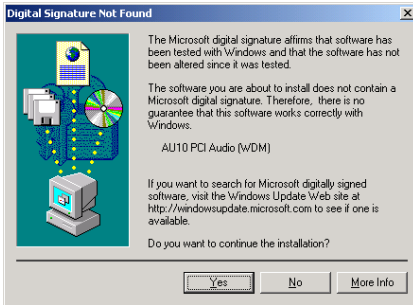 Digital Signature Not Found
The Microsoft digital signature affirms that software has
been tested with Windows and that the software has not
been altered since it was tested.
The software you are about to install does not contain a
Microsoft digital signature. Therefore, there is no
guarantee that this software works correctly with
Windows.
AU10 PCI Audio (WDM)
If you want to search for Microsoft digitally signed
software, visit the Windows Update Web site at
http://windowsupdate.microsoft.com to see if one is
available.
Do you want to continue the installation?
Yes No More Info